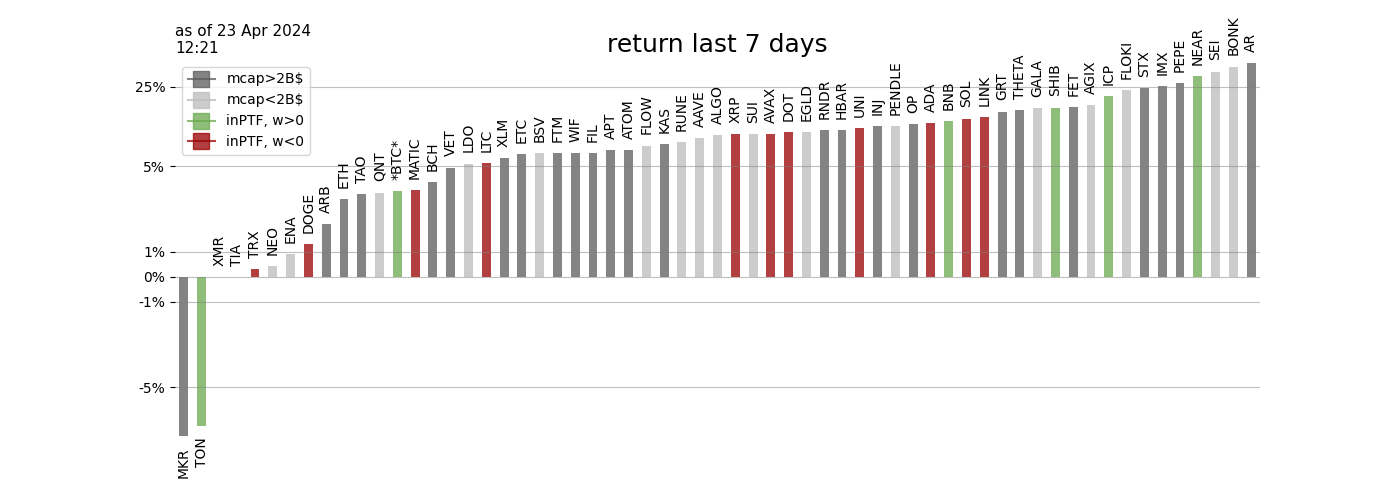 as of 23 Apr 2024
12:21
return last 7 days
mcap>2B$
mcap<2B$
inPTF, w>0
inPTF, w<0
25%
5%
1%
0%
-1%
-5%
MKR
TON
XMR
TIA
TRX
NEO
ENA
DOGE
ARB
ETH
TAO
QNT
*BTC*
MATIC
BCH
VET
LDO
LTC
XLM
ETC
BSV
FTM
WIF
FIL
APT
ATOM
FLOW
KAS
RUNE
AAVE
ALGO
XRP
SUI
AVAX
DOT
EGLD
RNDR
HBAR
UNI
INJ
PENDLE
OP
ADA
BNB
SOL
LINK
GRT
THETA
GALA
SHIB
FET
AGIX
ICP
FLOKI
STX
IMX
PEPE
NEAR
SEI
BONK
AR